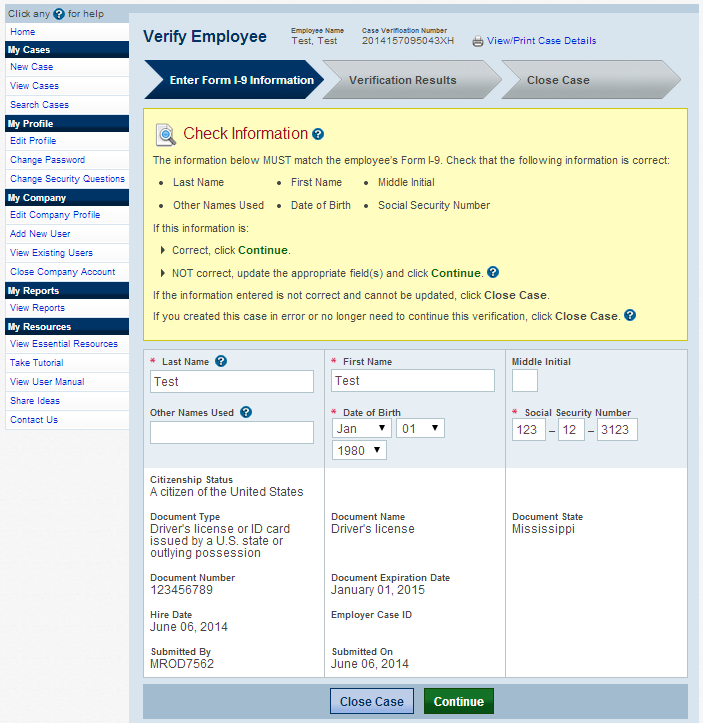 Click any ? for help
Home
My Cases
New Case
View Cases
Search Cases
My Profile
Edit Profile
Change Password
Change Security Questions
My Company
Edit Company Profile
Add New User
View Existing Users
Close Company Account
My Reports
View Reports
My Resources
View Essential Resources
Take Tutorial
View User Manual
Share Ideas
Contact Us
Verify Employee
Employee Name
Test, Test
Case Verification Number
2014157095043XH
View/Print Case Details
Enter Form I-9 Information
Verification Results
Close Case
Check Information ?
The information below MUST match the employee's Form I-9. Check that the following information is correct:
• Last Name • First Name • Middle Initial
• Other Names Used • Date of Birth • Social Security Number
If this information is:
Correct, click Continue.
NOT correct, update the appropriate field(s) and click Continue. ?
If the information entered is not correct and cannot be updated, click Close Case.
If you created this case in error or no longer need to continue this verification, click Close Case. ?
* Last Name ?
Test
* First Name
Test
Middle Initial
Other Names Used ?
* Date of Birth
Jan 01
1980
* Social Security Number
123 – 12 – 3123
Citizenship Status
A citizen of the United States
Document Type
Driver's license or ID card
issued by a U.S. state or
outlying possession
Document Name
Driver's license
Document State
Mississippi
Document Number
123456789
Document Expiration Date
January 01, 2015
Hire Date
June 06, 2014
Employer Case ID
Submitted By
MROD7562
Submitted On
June 06, 2014
Close Case
Continue